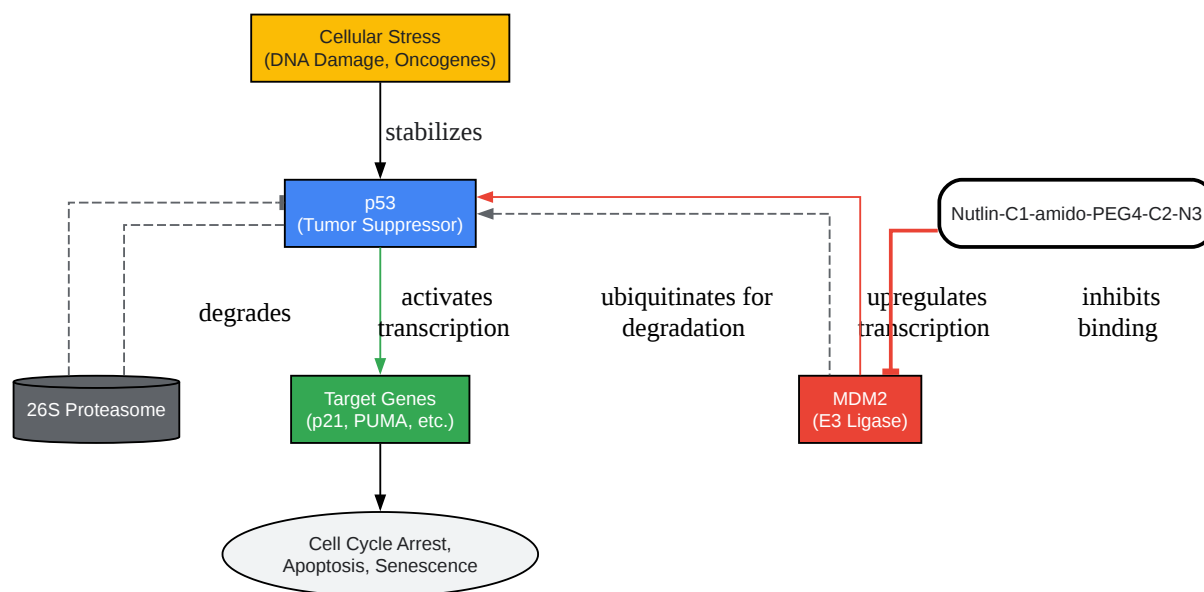 Cellular Stress
(DNA Damage, Oncogenes)
stabilizes
p53
(Tumor Suppressor)
Nutlin-C1-amido-PEG4-C2-N3
degrades
activates
transcription
ubiquitinates for
degradation
upregulates
transcription
inhibits
binding
26S Proteasome
Target Genes
(p21, PUMA, etc.)
MDM2
(E3 Ligase)
Cell Cycle Arrest,
Apoptosis, Senescence